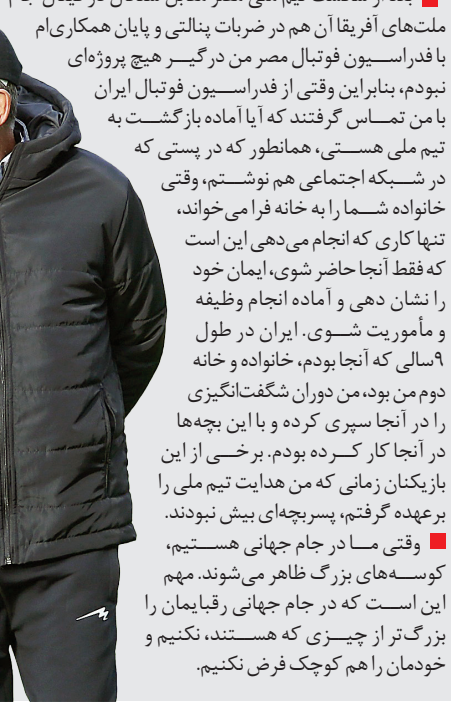 ملت‌های آفریقا آن هم در ضربات پنالتی و پایان همکاری‌ام
با فدراسیون فوتبال مصر من درگیر هیچ پروژه‌ای
نبودم، بنابراین وقتی از فدراسیون فوتبال ایران
با من تماس گرفتند که آیا آماده بازگشت به
تیم ملی هستی، همانطور که در پستی که
در شبکه اجتماعی هم نوشتم، وقتی
خانواده شما را به خانه فرا می‌خواند،
تنها کاری که انجام می‌دهی این است
که فقط آنجا حاضر شوی، ایمان خود
را نشان دهی و آماده انجام وظیفه
و مأموریت شوی. ایران در طول
۹سالی که آنجا بودم، خانواده و خانه
دوم من بود، من دوران شگفت‌انگیزی
را در آنجا سپری کرده و با این بچه‌ها
در آنجا کار کرده بودم. برخی از این
بازیکنان زمانی که من هدایت تیم ملی را
برعهده گرفتم، پسربچه‌ای بیش نبودند.
وقتی ما در جام جهانی هستیم،
کوسه‌های بزرگ ظاهر می‌شوند. مهم
این است که در جام جهانی رقبایمان را
بزرگ‌تر از چیزی که هستند، نکنیم و
خودمان را هم کوچک فرض نکنیم.